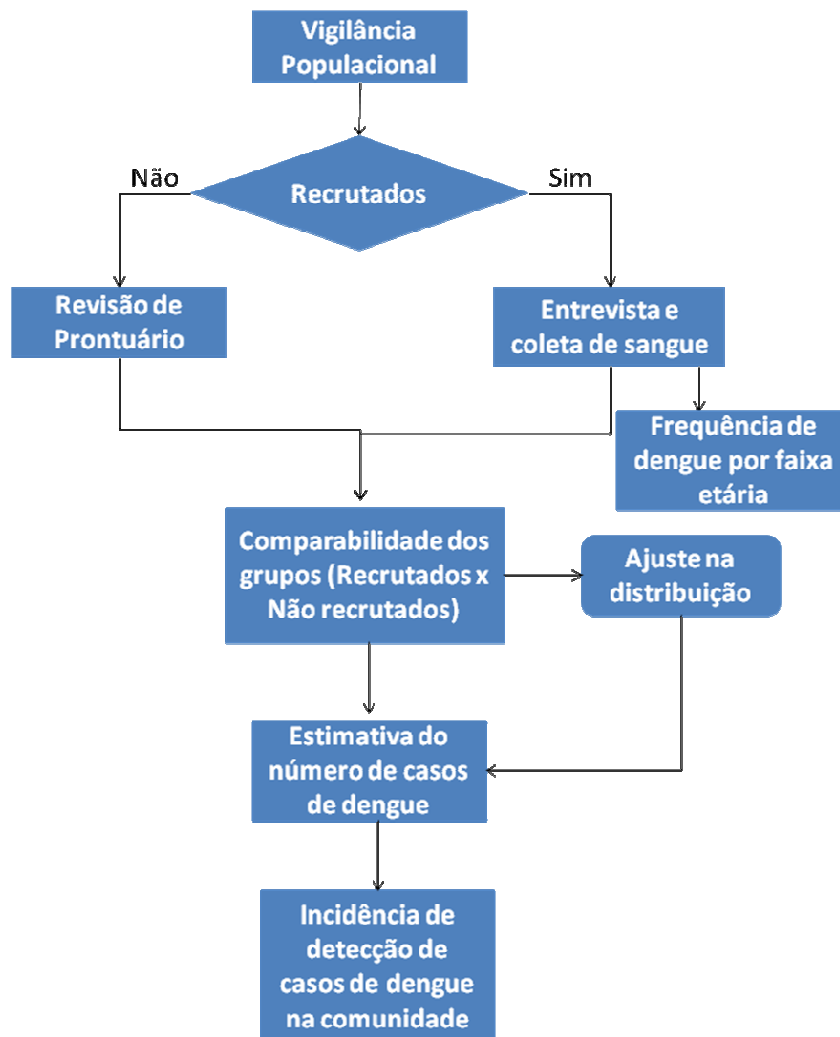 Vigilância
Populacional
Não
Sim
Recrutados
Revisão de
Prontuário
Entrevista e
coleta de sangue
Frequência de
dengue por faixa
etária
Comparabilidade dos
grupos (Recrutados x
Não recrutados)
Ajuste na
distribuição
Estimativa do
número de casos
de dengue
Incidência de
detecção de
casos de dengue
na comunidade